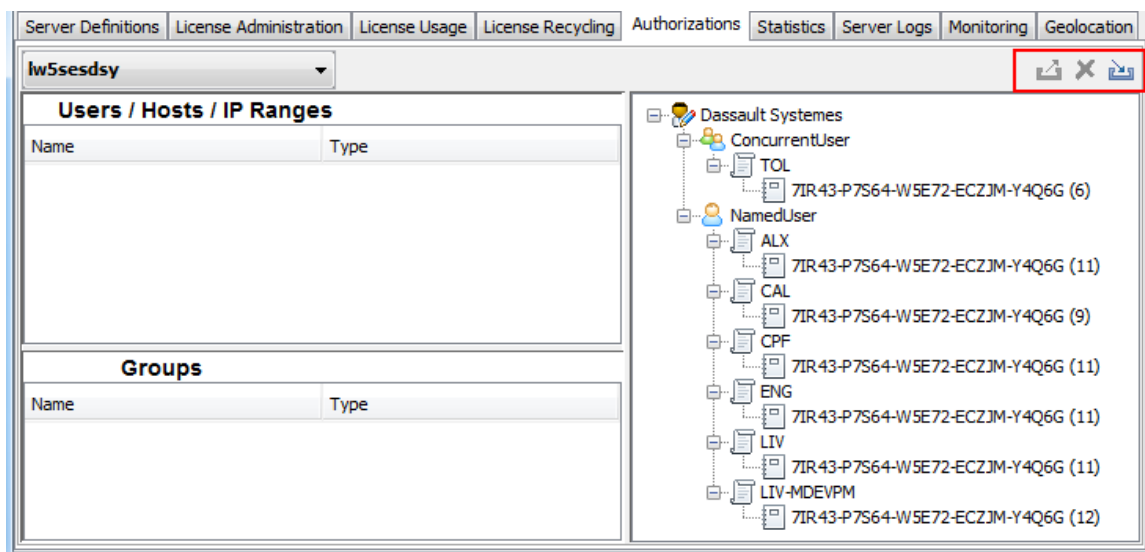 Server Definitions License Administration License Usage License Recycling Authorizations Statistics Server Logs Monitoring Geolocation
lw5sesdsy
Users / Hosts / IP Ranges
Name Type
Groups
Name Type
Dassault Systemes
ConcurrentUser
TOL
7IR43-P7S64-W5E72-ECZJM-Y4Q6G (6)
NamedUser
ALX
7IR43-P7S64-W5E72-ECZJM-Y4Q6G (11)
CAL
7IR43-P7S64-W5E72-ECZJM-Y4Q6G (9)
CPF
7IR43-P7S64-W5E72-ECZJM-Y4Q6G (11)
ENG
7IR43-P7S64-W5E72-ECZJM-Y4Q6G (11)
LIV
7IR43-P7S64-W5E72-ECZJM-Y4Q6G (11)
LIV-MDEVPM
7IR43-P7S64-W5E72-ECZJM-Y4Q6G (12)